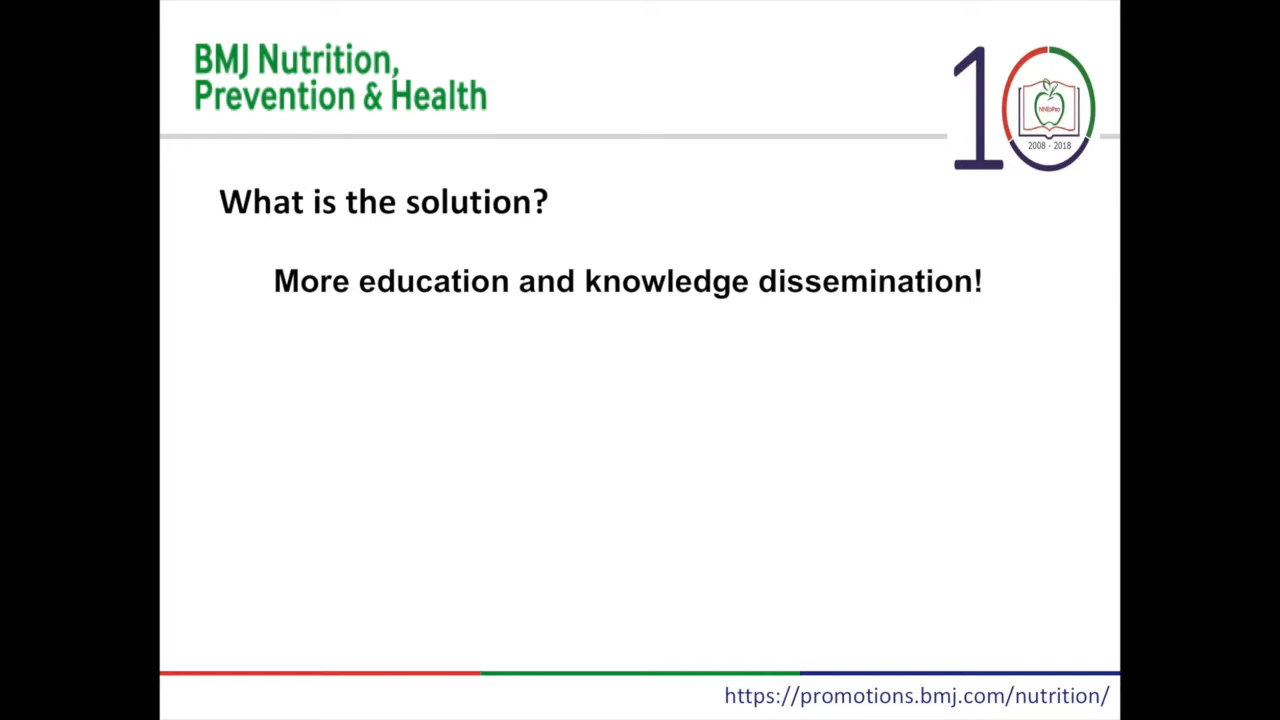 BMJ Nutrition,
Prevention & Health
10
NNEdPro
2008 - 2018
What is the solution?
More education and knowledge dissemination!
https://promotions.bmj.com/nutrition/